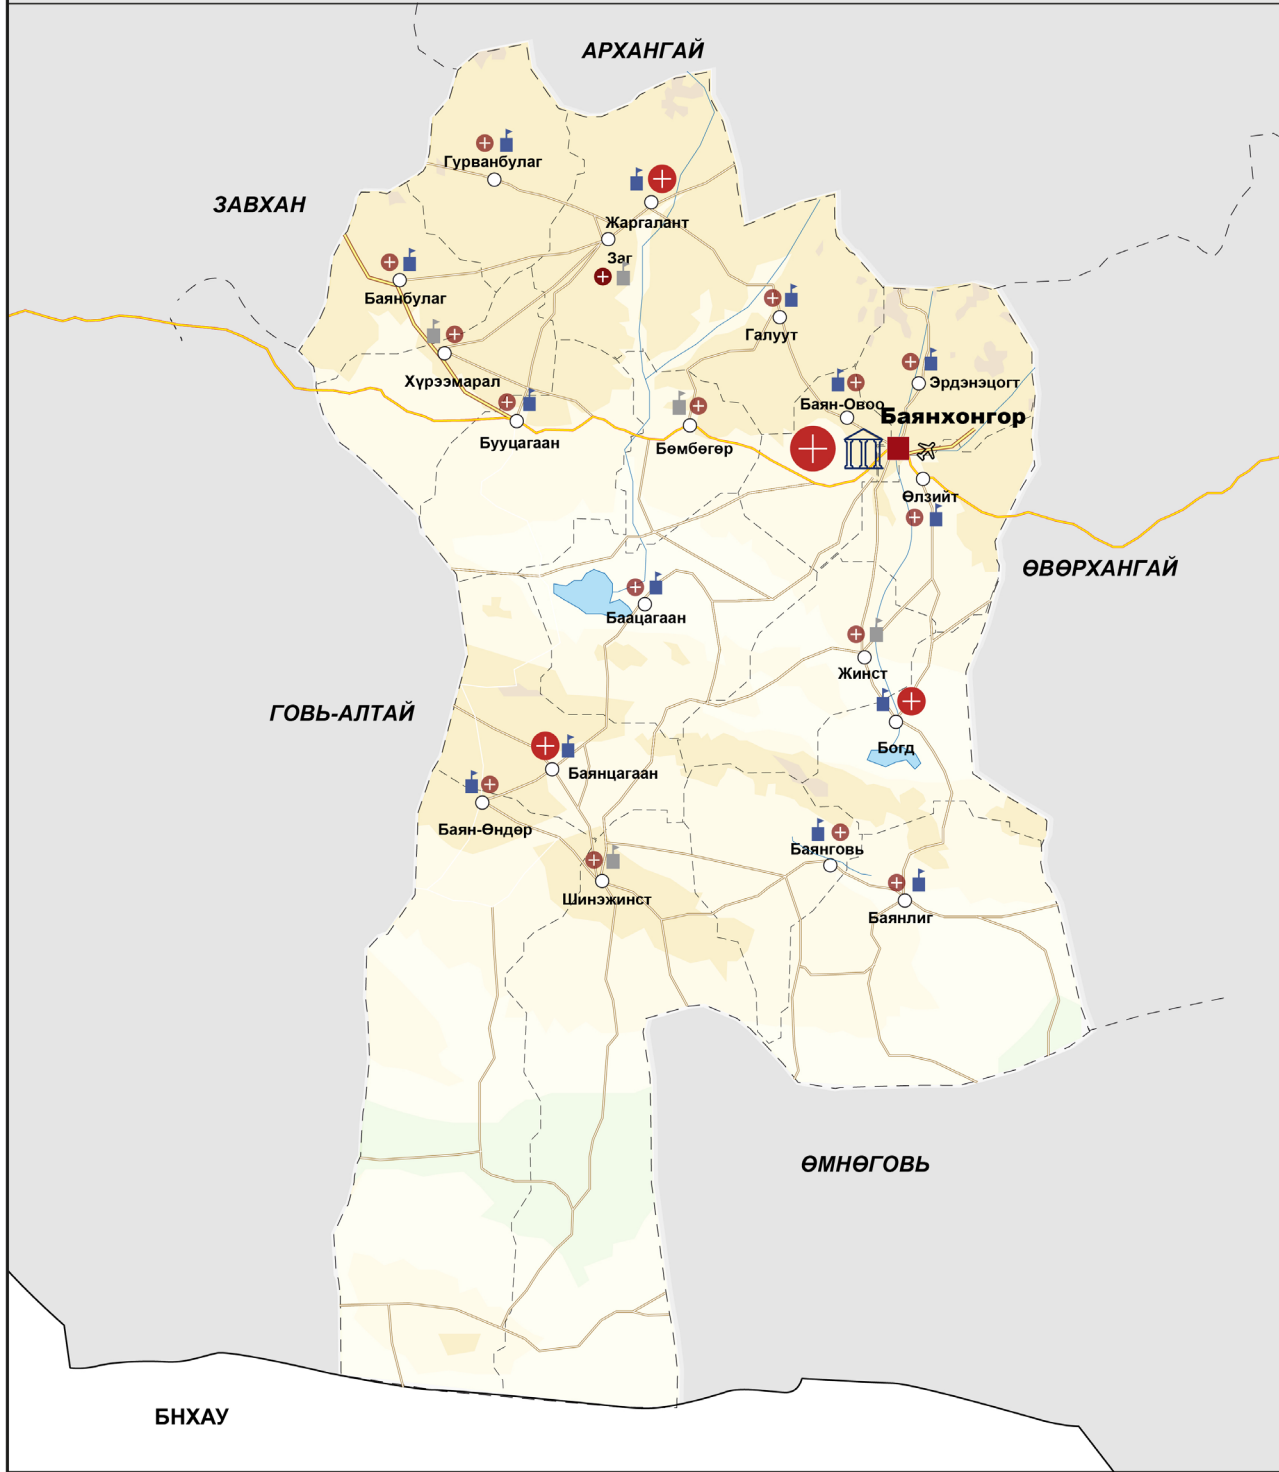 АРХАНГАЙ
Гурванбулаг
ЗАВХАН
Жаргалант
Заг
Баянбулаг
Галуут
Хүрээмарал
Эрдэнэцогт
Баян-Овоо
Баянхонгор
Бууцагаан
Бөмбөгөр
Өлзийт
ӨВӨРХАНГАЙ
Баацагаан
Жинст
ГОВЬ-АЛТАЙ
Богд
Баянцагаан
Баян-Өндөр
Баянговь
Шинэжинст
Баянлиг
ӨМНӨГОВЬ
БНХАУ